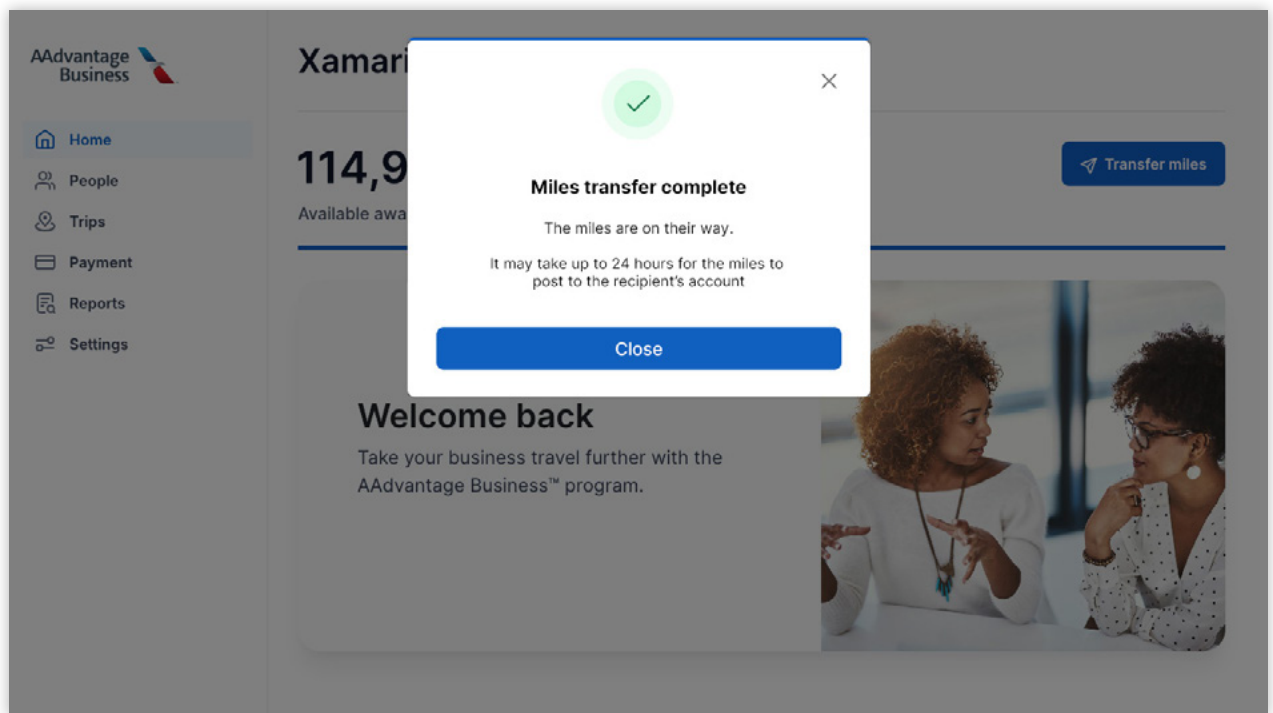 AAdvantage
Business
Home
People
Trips
Payment
Reports
Settings
Xamari
114,9
Available awa
Transfer miles
Miles transfer complete
The miles are on their way.
It may take up to 24 hours for the miles to
post to the recipient's account
Close
Welcome back
Take your business travel further with the
AAdvantage Business™ program.